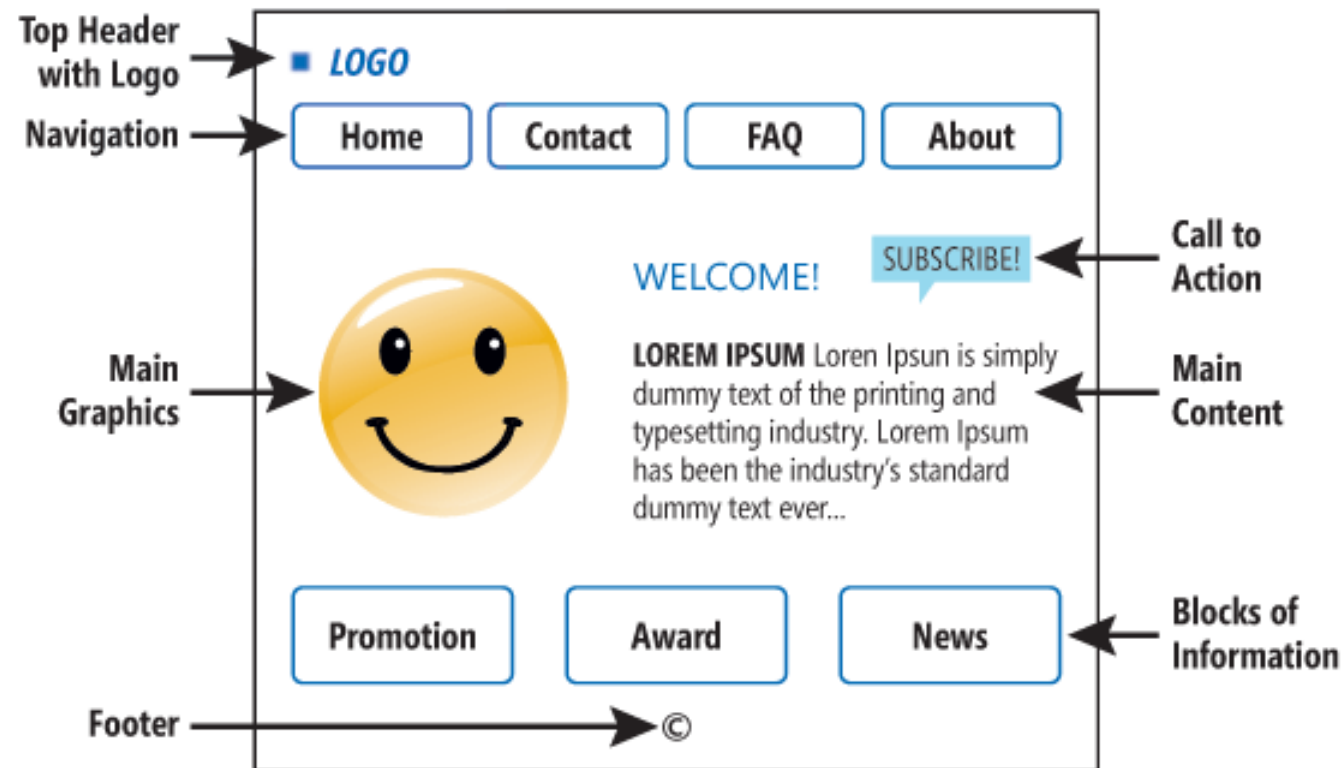 Top Header
with Logo
LOGO
Navigation
Home
Contact
FAQ
About
Call to
Action
SUBSCRIBE!
WELCOME!
Main
Graphics
LOREM IPSUM Loren Ipsun is simply
dummy text of the printing and
typesetting industry. Lorem Ipsum
has been the industry's standard
dummy text ever...
Main
Content
Promotion
Award
News
Blocks of
Information
Footer
©